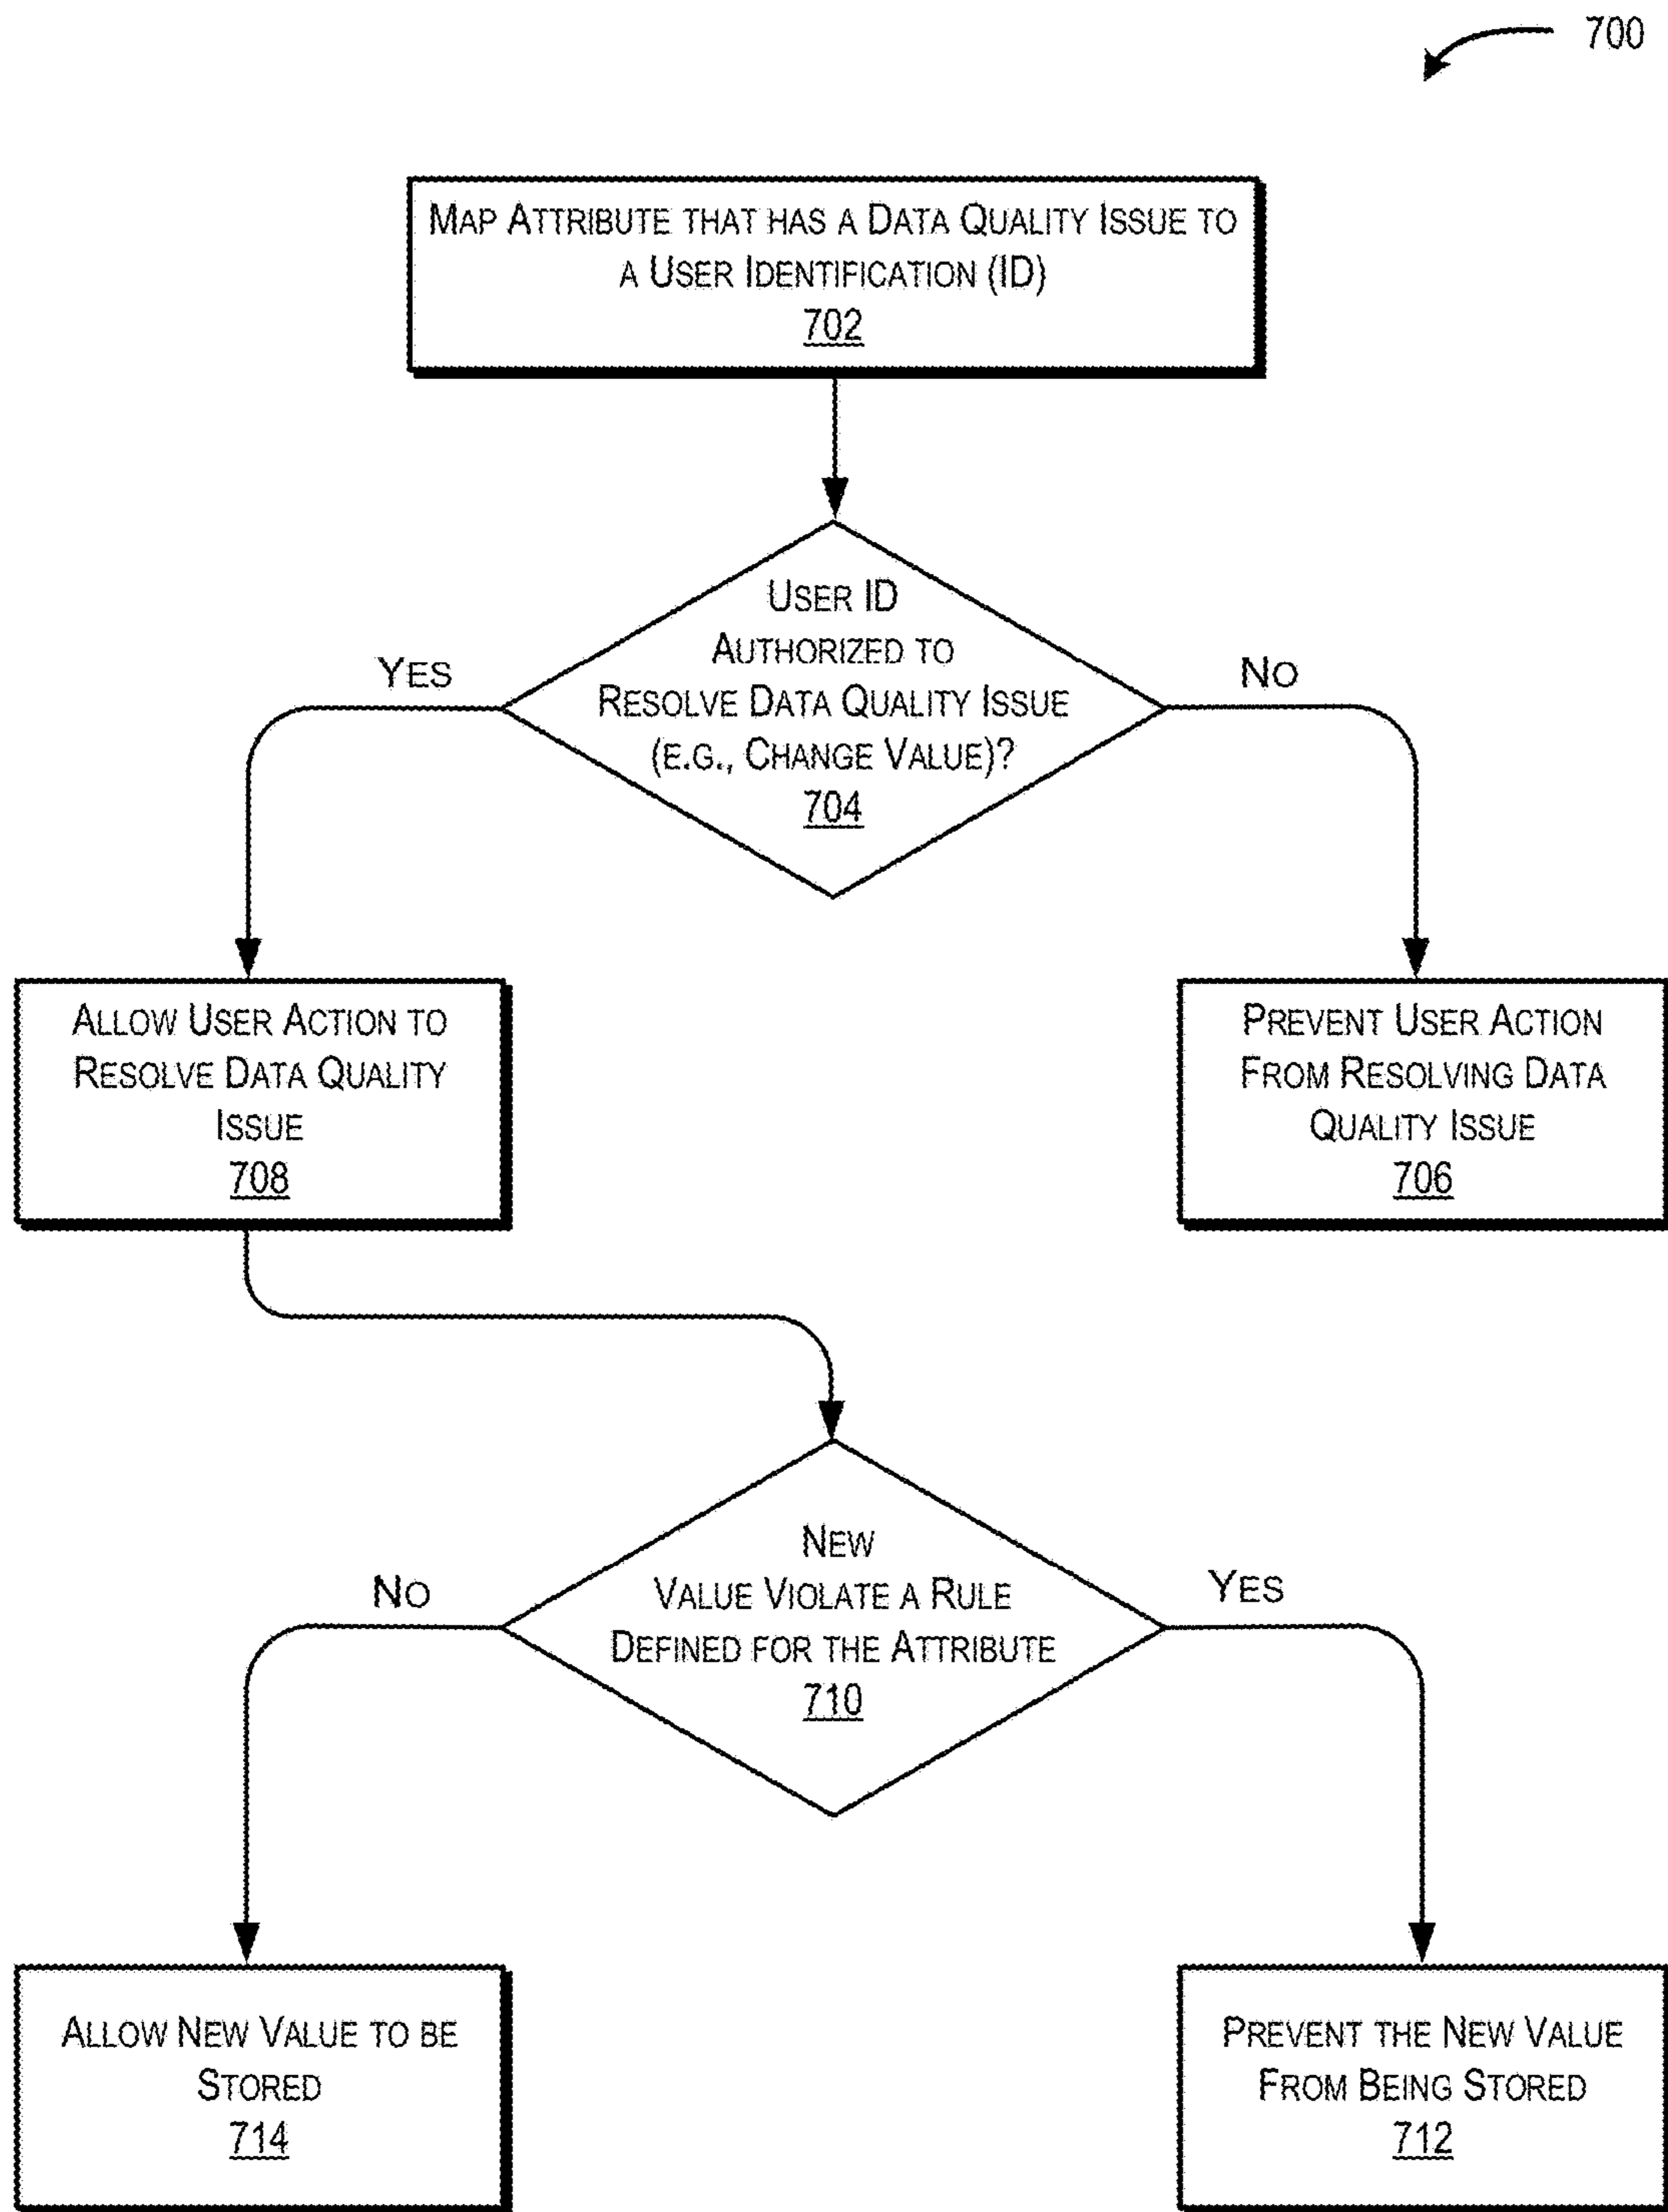 700
MAP ATTRIBUTE THAT HAS A DATA QUALITY ISSUE TO
A USER IDENTIFICATION (ID)
702
USER ID
AUTHORIZED TO
RESOLVE DATA QUALITY ISSUE
(E.G., CHANGE VALUE)?
704
YES
NO
ALLOW USER ACTION TO
RESOLVE DATA QUALITY
ISSUE
708
PREVENT USER ACTION
FROM RESOLVING DATA
QUALITY ISSUE
706
NEW
VALUE VIOLATE A RULE
DEFINED FOR THE ATTRIBUTE
710
NO
YES
ALLOW NEW VALUE TO BE
STORED
714
PREVENT THE NEW VALUE
FROM BEING STORED
712